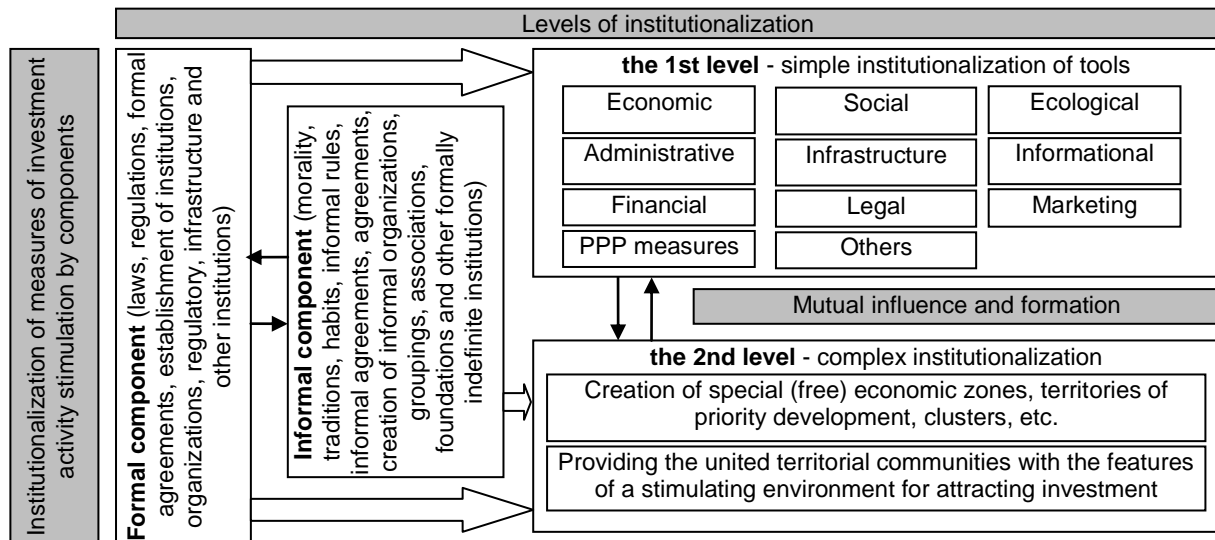 Levels of institutionalization
Institutionalization of measures of investment
activity stimulation by components
Formal component (laws, regulations, formal
agreements, establishment of institutions,
organizations, regulatory, infrastructure and
other institutions)
Informal component (morality,
traditions, habits, informal rules,
informal agreements, agreements,
creation of informal organizations,
groupings, associations,
foundations and other formally
indefinite institutions)
the 1st level - simple institutionalization of tools
Economic
Social
Ecological
Administrative
Infrastructure
Informational
Financial
Legal
Marketing
PPP measures
Others
Mutual influence and formation
the 2nd level - complex institutionalization
Creation of special (free) economic zones, territories of
priority development, clusters, etc.
Providing the united territorial communities with the features
of a stimulating environment for attracting investment